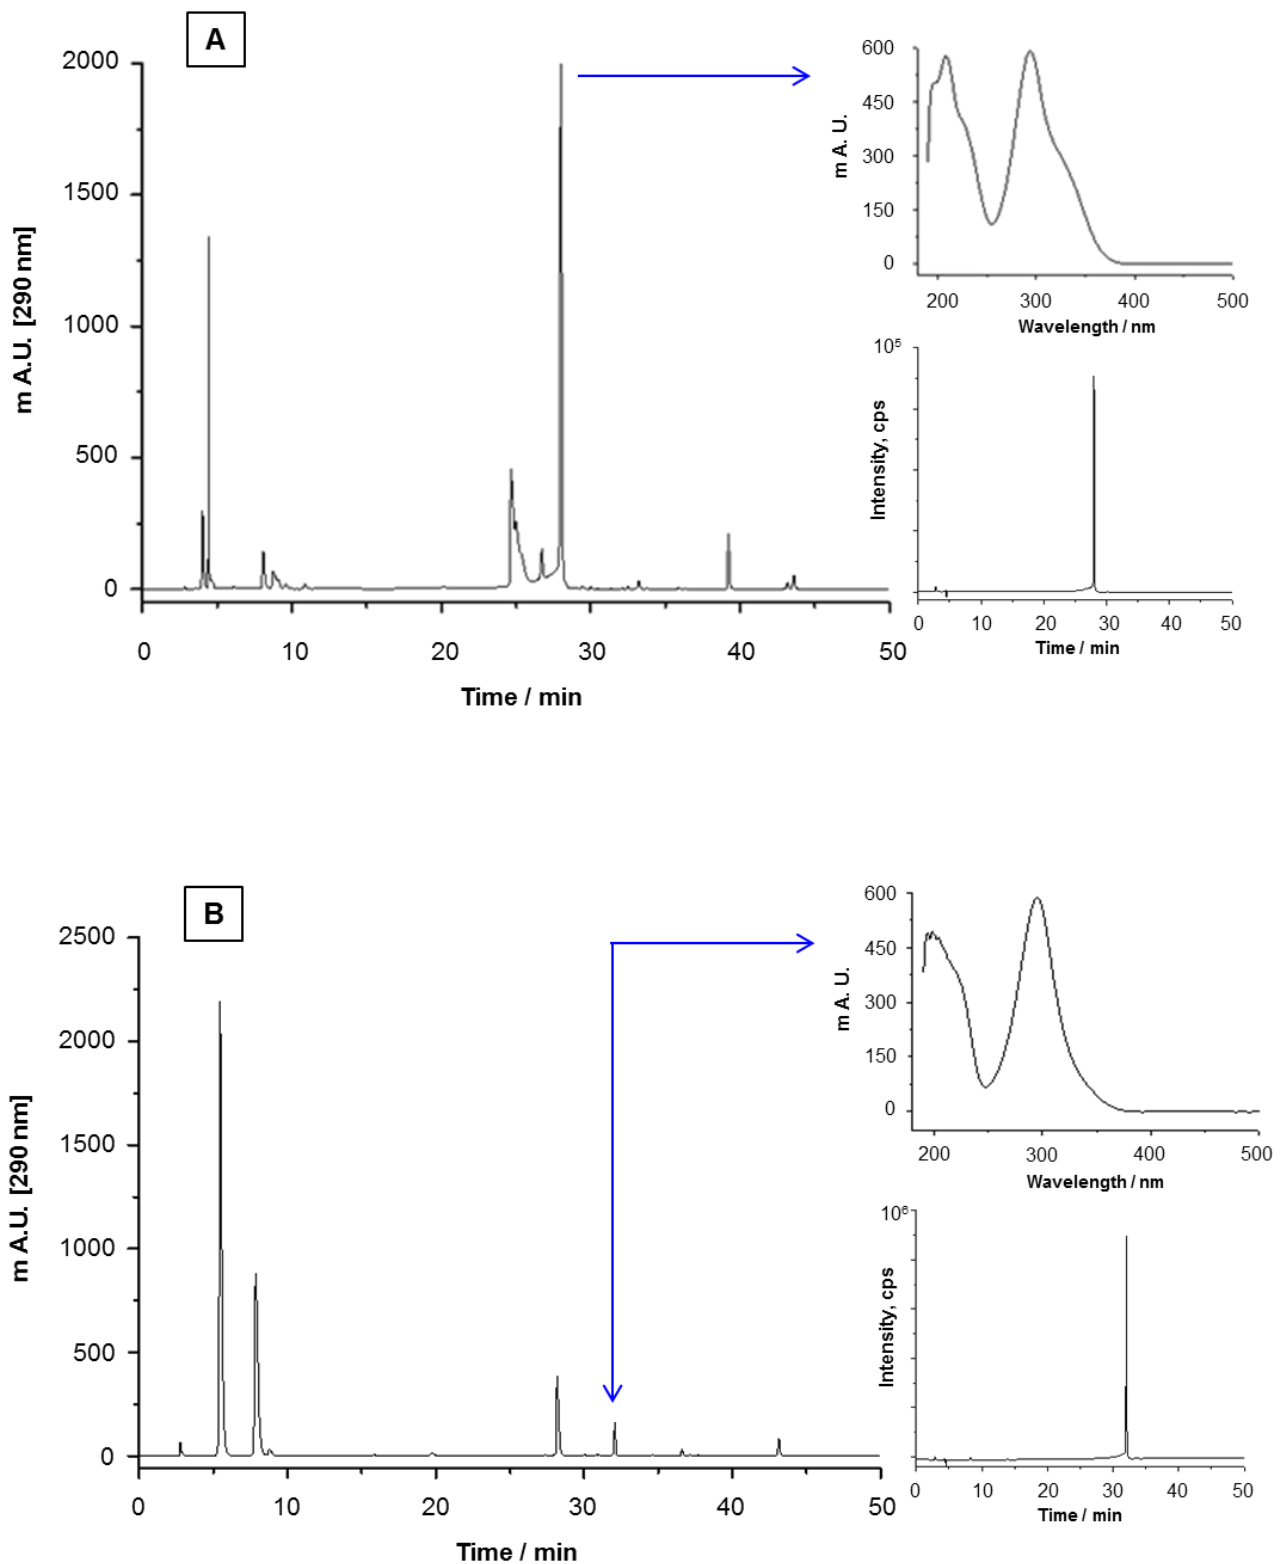 A
2000
1500
1000
500
0
m A.U. [290 nm]
0 10 20 30 40 50
Time / min
600
450
300
150
0
m A. U.
200 300 400 500
Wavelength / nm
10⁵
Intensity, cps
0 10 20 30 40 50
Time / min
B
2500
2000
1500
1000
500
0
m A.U. [290 nm]
0 10 20 30 40 50
Time / min
600
450
300
150
0
m A. U.
200 300 400 500
Wavelength / nm
10⁶
Intensity, cps
0 10 20 30 40 50
Time / min